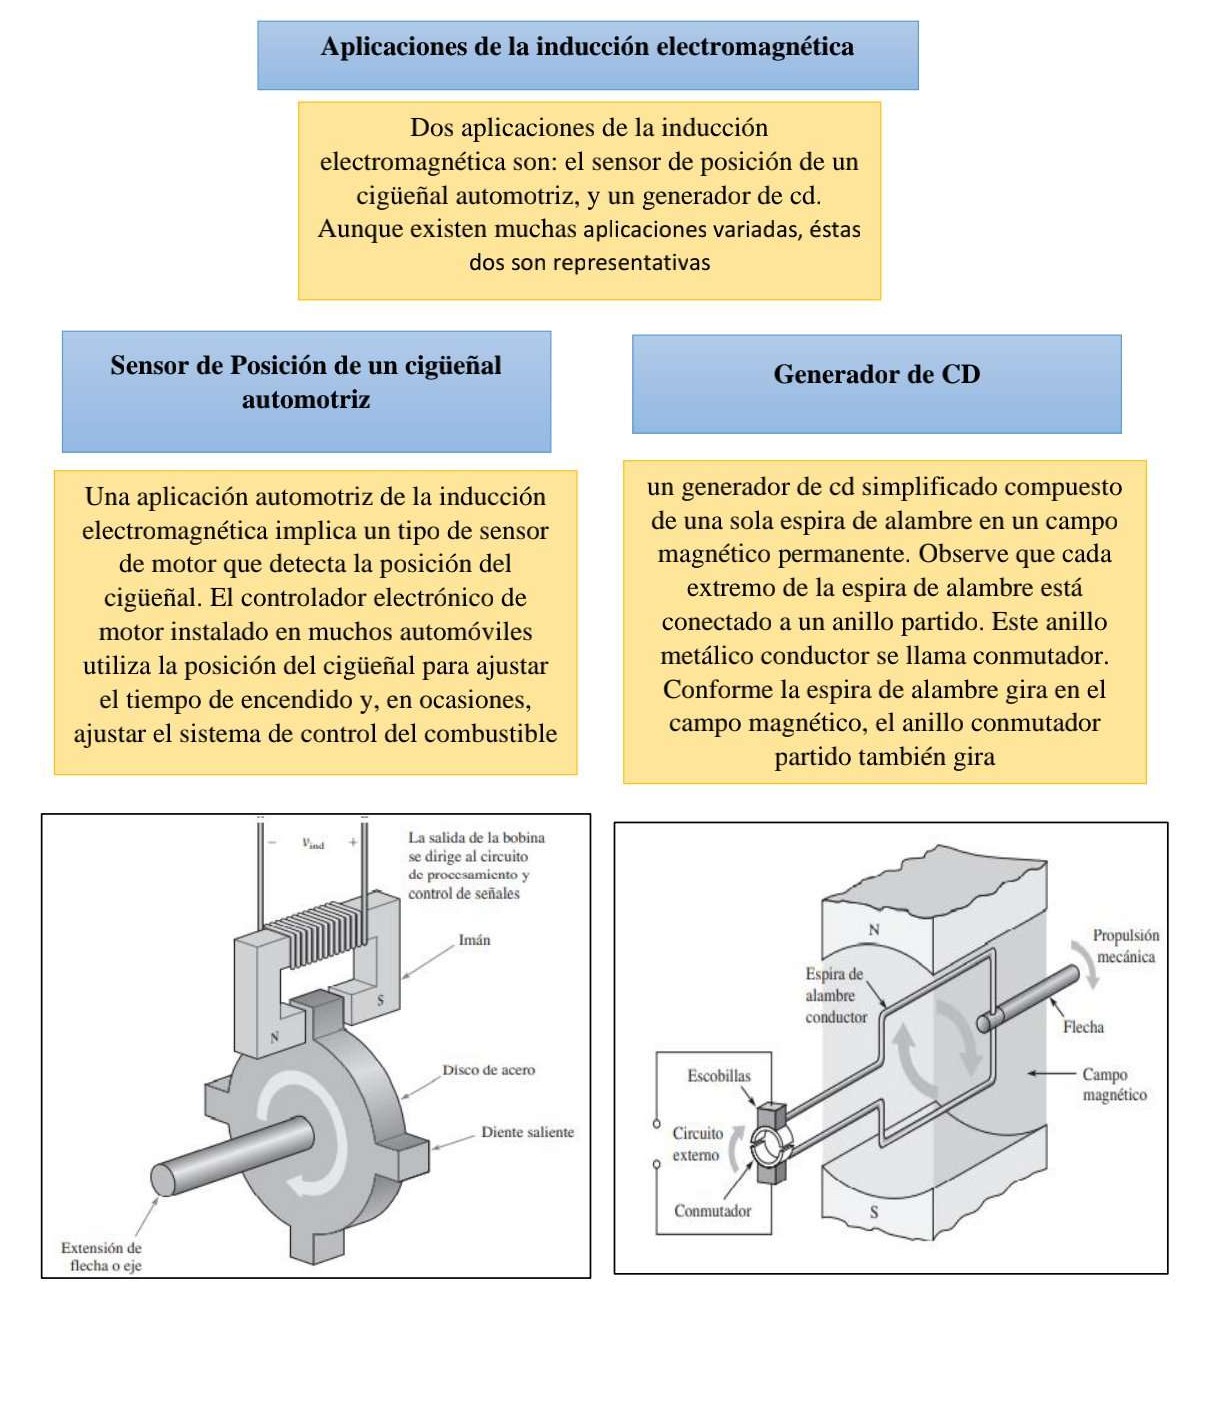 Aplicaciones de la inducción electromagnética
Dos aplicaciones de la inducción
electromagnética son: el sensor de posición de un
cigüeñal automotriz, y un generador de cd.
Aunque existen muchas aplicaciones variadas, éstas
dos son representativas
Sensor de Posición de un cigüeñal
automotriz
Una aplicación automotriz de la inducción
electromagnética implica un tipo de sensor
de motor que detecta la posición del
cigüeñal. El controlador electrónico de
motor instalado en muchos automóviles
utiliza la posición del cigüeñal para ajustar
el tiempo de encendido y, en ocasiones,
ajustar el sistema de control del combustible
Generador de CD
un generador de cd simplificado compuesto
de una sola espira de alambre en un campo
magnético permanente. Observe que cada
extremo de la espira de alambre está
conectado a un anillo partido. Este anillo
metálico conductor se llama conmutador.
Conforme la espira de alambre gira en el
campo magnético, el anillo conmutador
partido también gira
− Vind +
La salida de la bobina
se dirige al circuito
de procesamiento y
control de señales
Imán
S
N
Disco de acero
Diente saliente
Extensión de
flecha o eje
N
Propulsión
mecánica
Espira de
alambre
conductor
Flecha
Escobillas
Campo
magnético
Circuito
externo
Conmutador
S